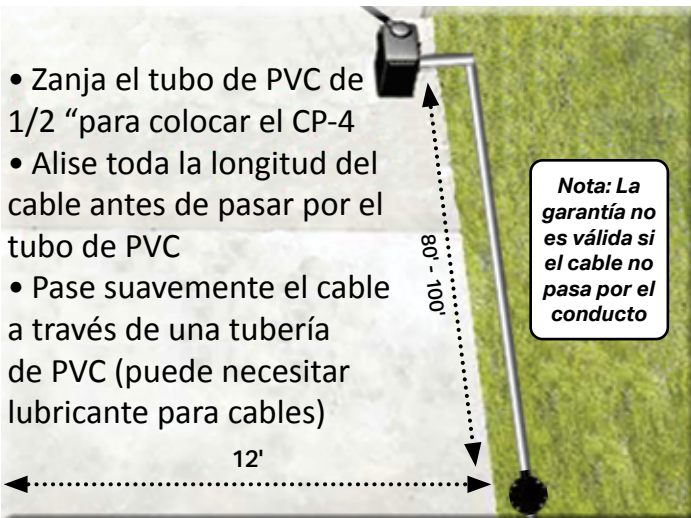 • Zanja el tubo de PVC de
1/2 “para colocar el CP-4
• Alise toda la longitud del
cable antes de pasar por el
tubo de PVC
• Pase suavemente el cable
a través de una tubería
de PVC (puede necesitar
lubricante para cables)
80' - 100'
12'
Nota: La
garantía no
es válida si
el cable no
pasa por el
conducto